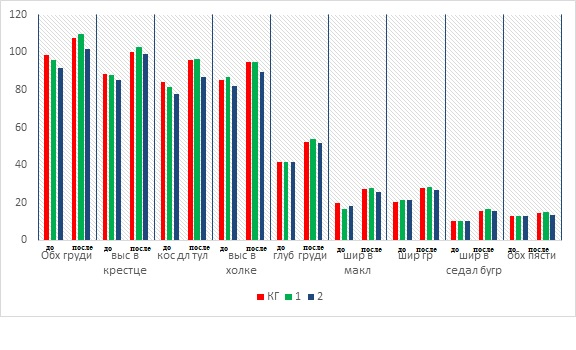 120
100
80
60
40
20
0
до после до после до после до после до после до после до после до после до после
Обх груди выс в крестце кос дл тул выс в холке глуб груди шир в макл шир гр шир в седал бугр обх пясти
КГ 1 2